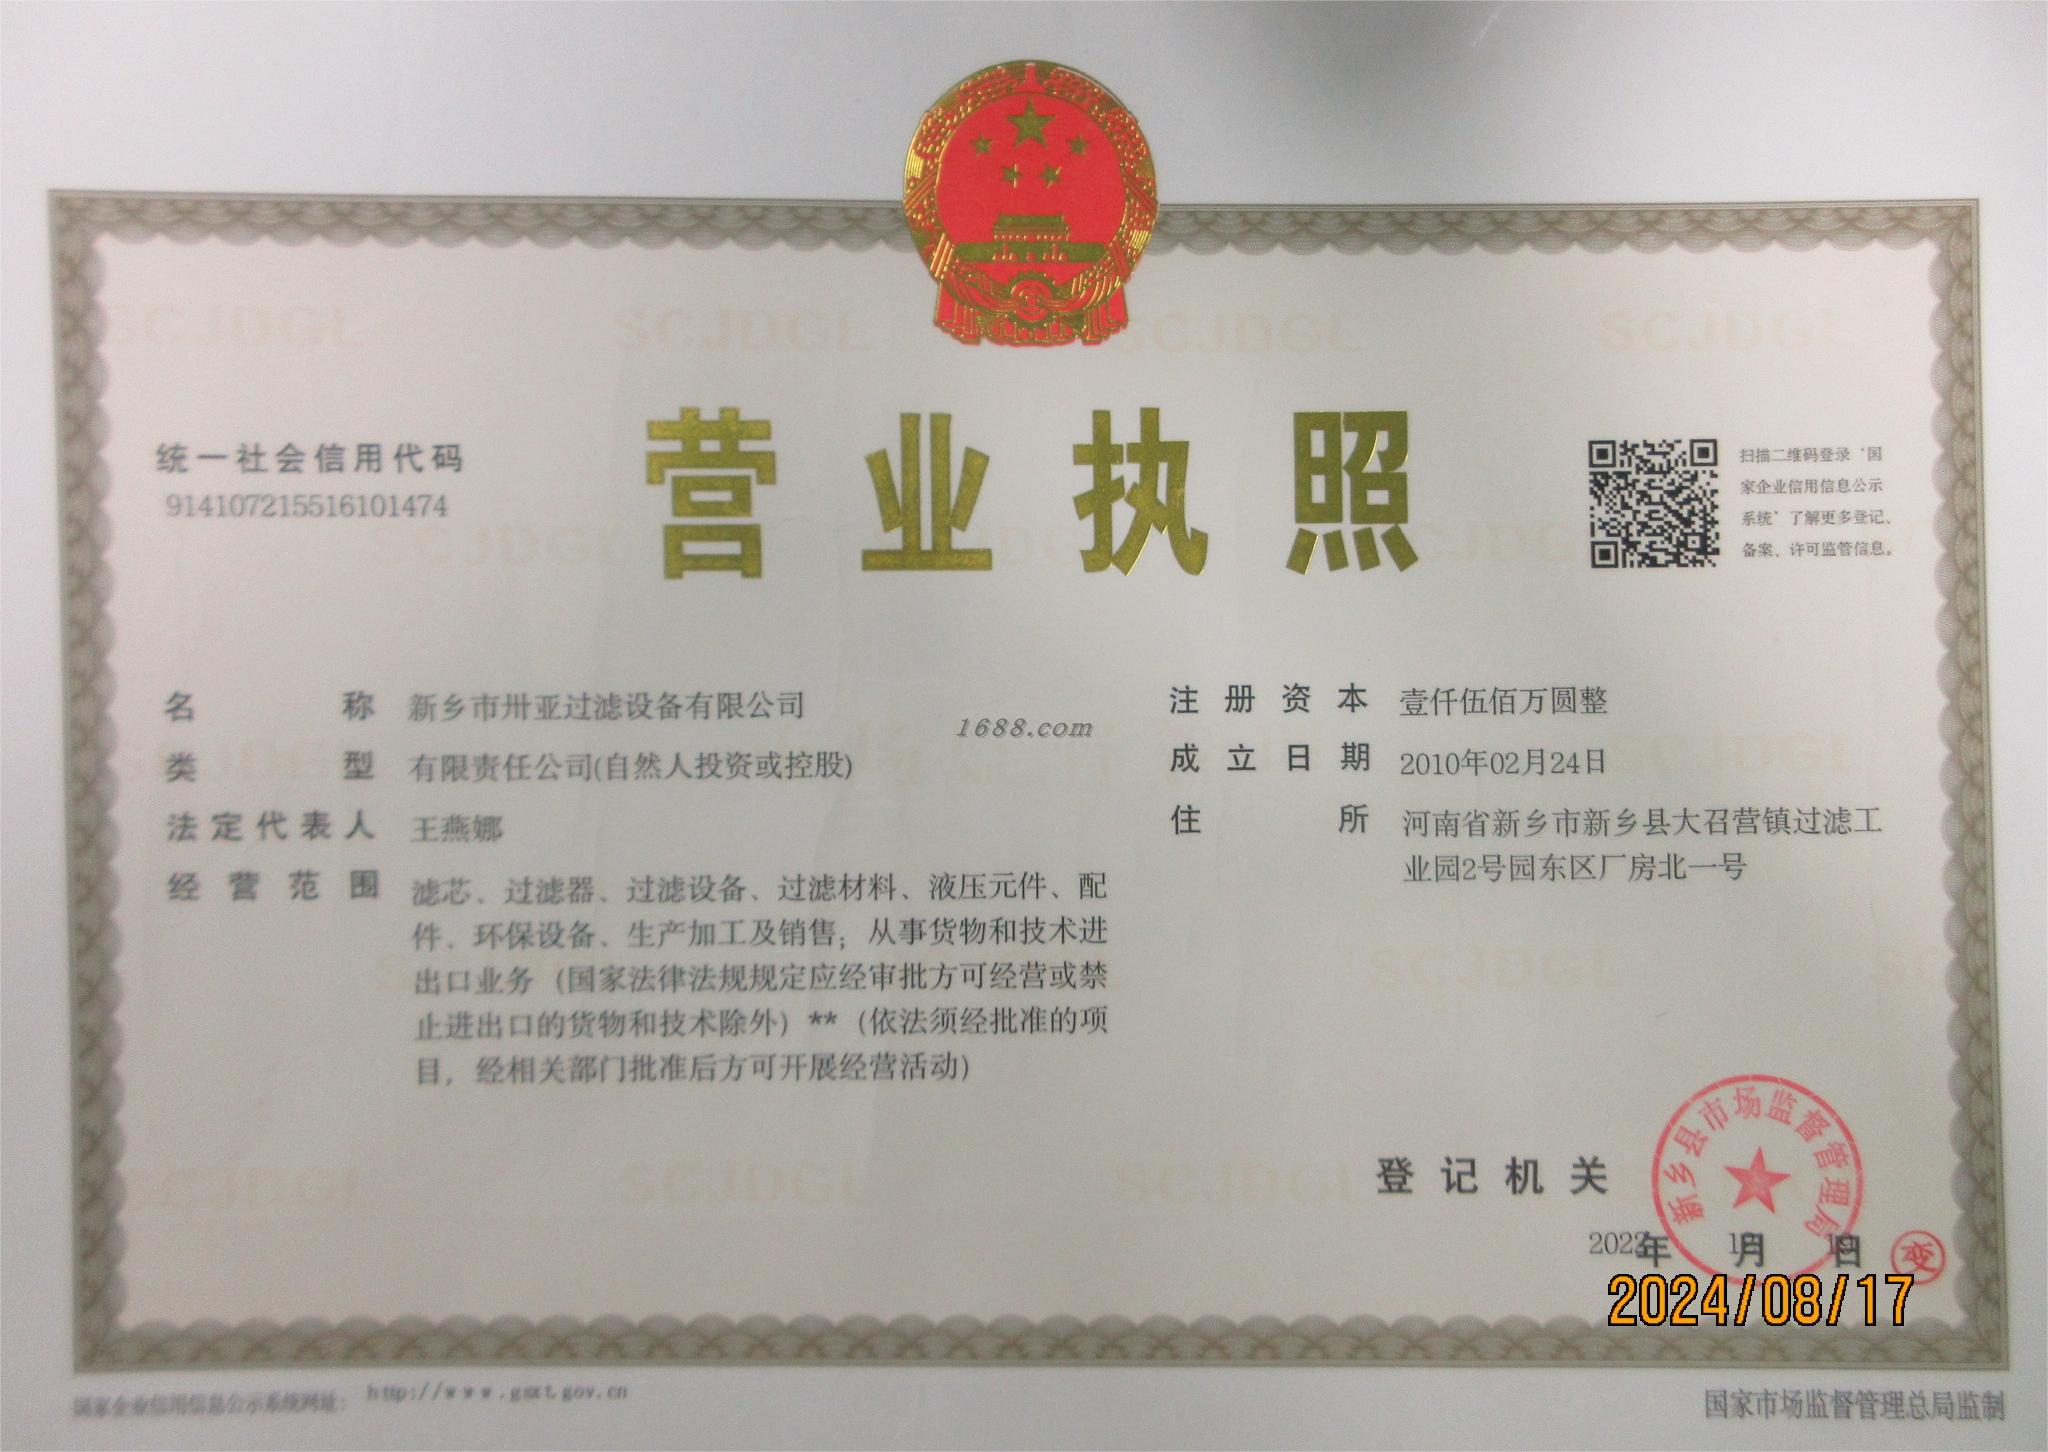 营业执照
统一社会信用代码
914107215516101474
扫描二维码登录‘国
家企业信用信息公示
系统’了解更多登记、
备案、许可监管信息。
名称 新乡市卅亚过滤设备有限公司
类型 有限责任公司(自然人投资或控股)
法定代表人 王燕娜
经营范围 滤芯、过滤器、过滤设备、过滤材料、液压元件、配
件、环保设备、生产加工及销售；从事货物和技术进
出口业务（国家法律法规规定应经审批方可经营或禁
止进出口的货物和技术除外）**（依法须经批准的项
目，经相关部门批准后方可开展经营活动）
1688.com
注册资本 壹仟伍佰万圆整
成立日期 2010年02月24日
住所 河南省新乡市新乡县大召营镇过滤工
业园2号园东区厂房北一号
登记机关
新乡县市场监督管理局
年 月 日
变
2024/08/17
国家企业信用信息公示系统网址：http://www.gsxt.gov.cn
国家市场监督管理总局监制
SCJDGL
SCJDGL
SCJDGL
SCJDGL
SCJDGL
SCJDGL
SCJDGL
SCJDGL